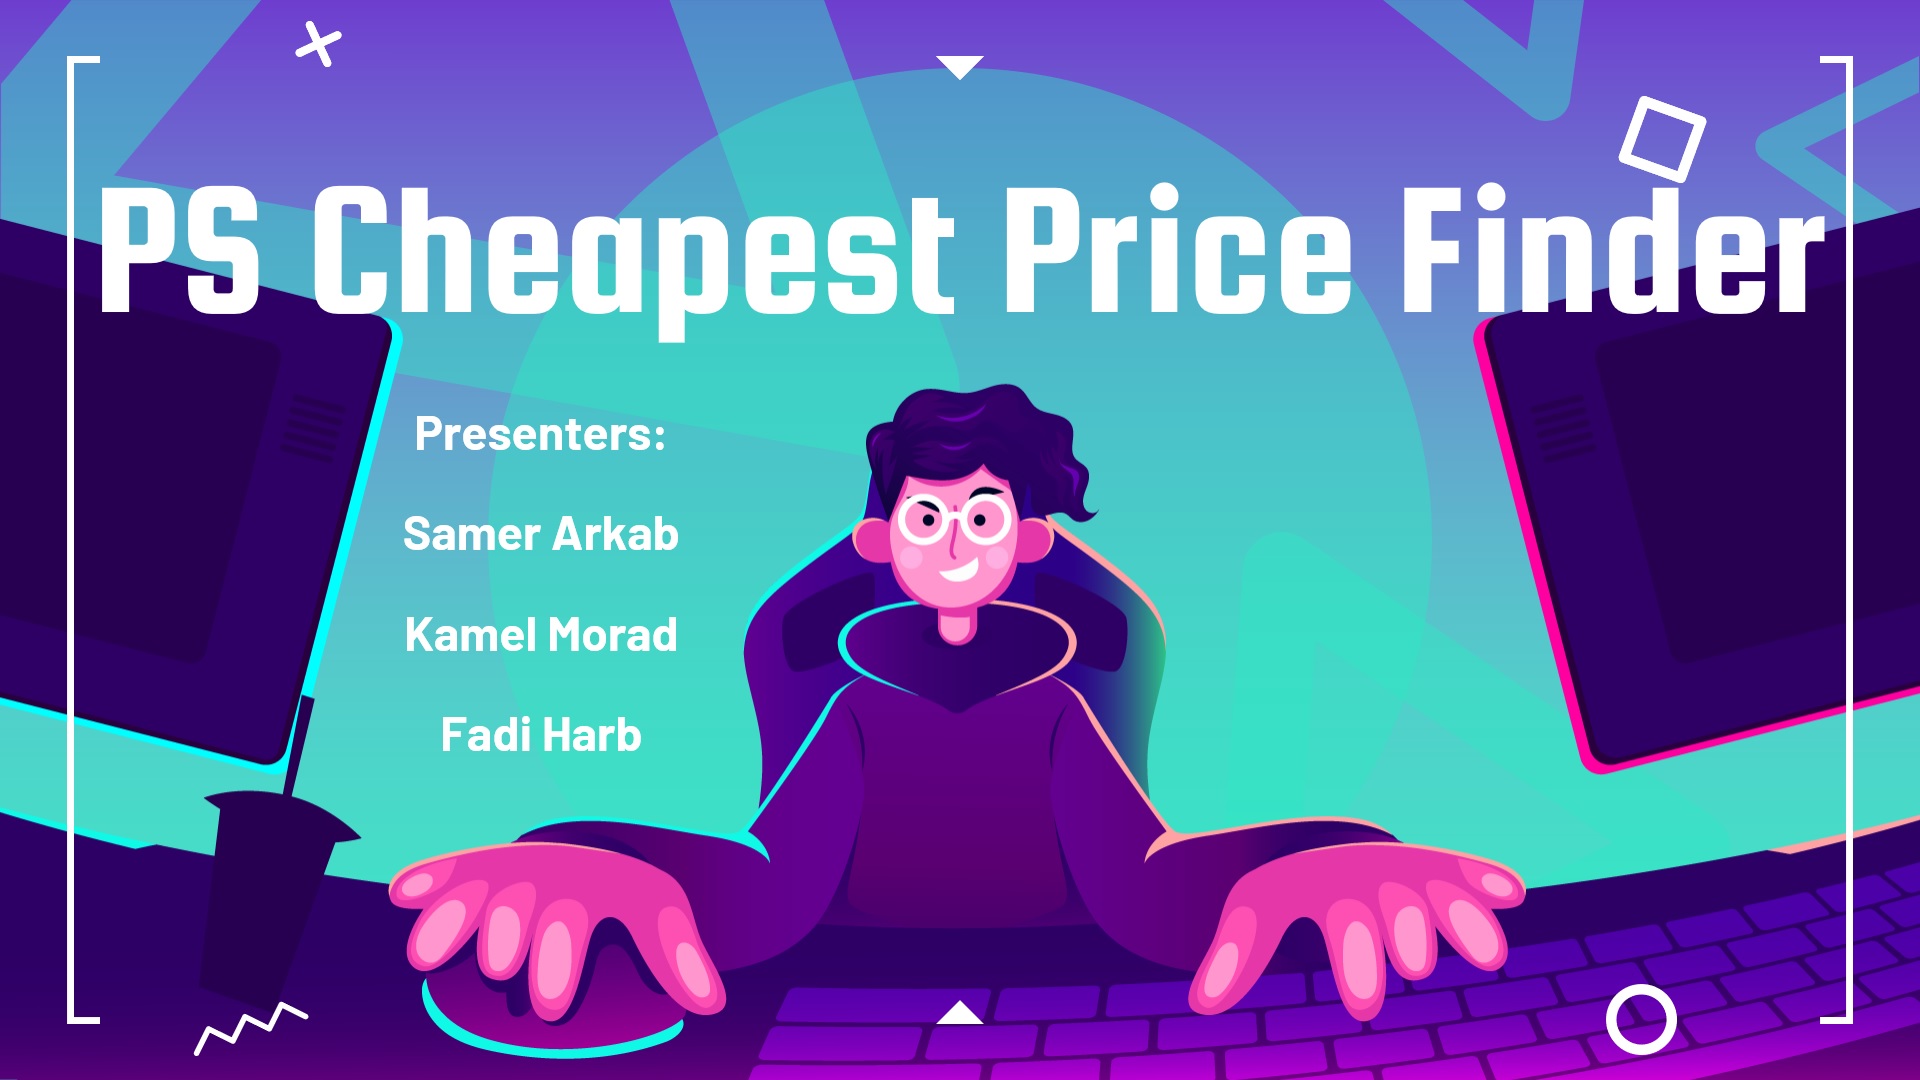 PS Cheapest Price Finder
Presenters:
Samer Arkab
Kamel Morad
Fadi Harb